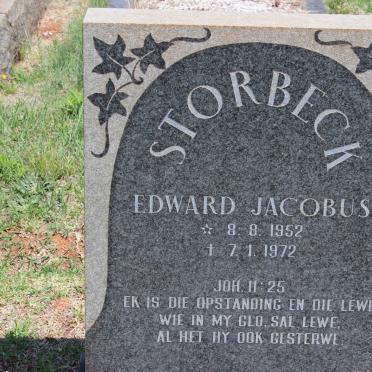 STORBECK
EDWARD JACOBUS
☆ 8. 8. 1952
† 7. 1. 1972
JOH. 11:25
EK IS DIE OPSTANDING EN DIE LEWE
WIE IN MY GLO, SAL LEWE,
AL HET HY OOK GESTERWE